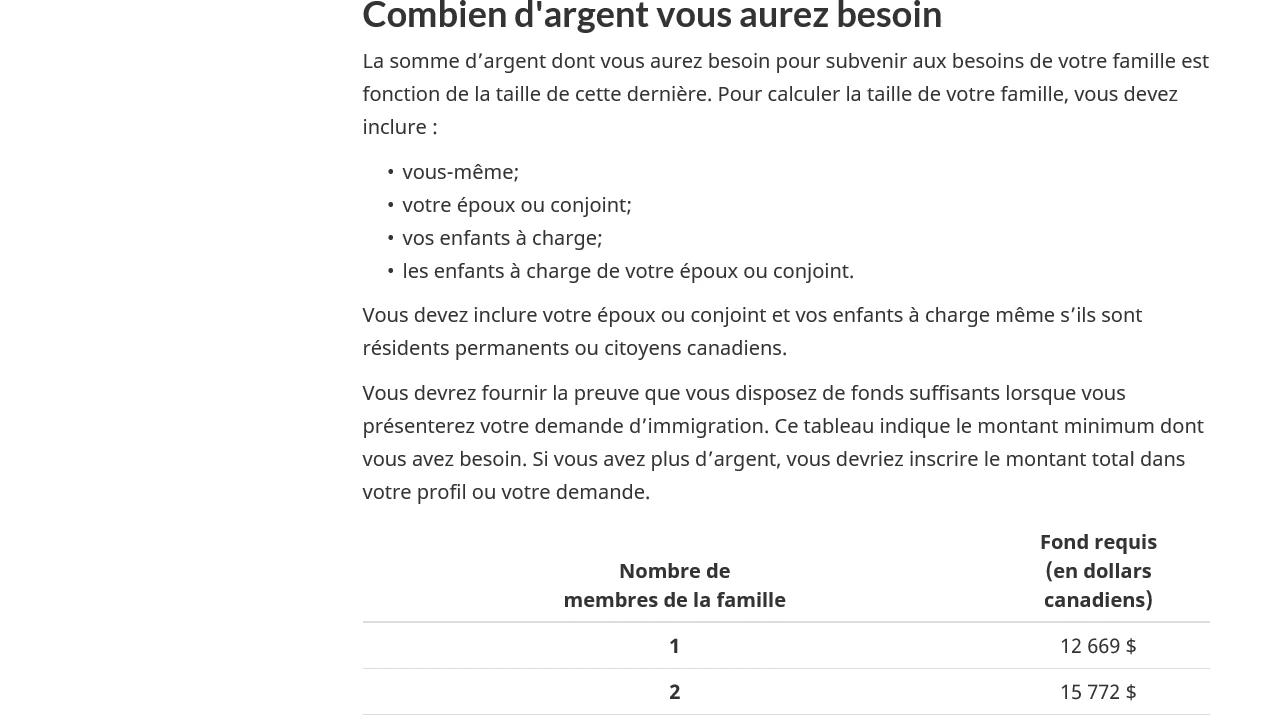 Combien d'argent vous aurez besoin
La somme d’argent dont vous aurez besoin pour subvenir aux besoins de votre famille est
fonction de la taille de cette dernière. Pour calculer la taille de votre famille, vous devez
inclure :
• vous-même;
• votre époux ou conjoint;
• vos enfants à charge;
• les enfants à charge de votre époux ou conjoint.
Vous devez inclure votre époux ou conjoint et vos enfants à charge même s’ils sont
résidents permanents ou citoyens canadiens.
Vous devrez fournir la preuve que vous disposez de fonds suffisants lorsque vous
présenterez votre demande d’immigration. Ce tableau indique le montant minimum dont
vous avez besoin. Si vous avez plus d’argent, vous devriez inscrire le montant total dans
votre profil ou votre demande.
Nombre de
membres de la famille
Fond requis
(en dollars
canadiens)
1 12 669 $
2 15 772 $